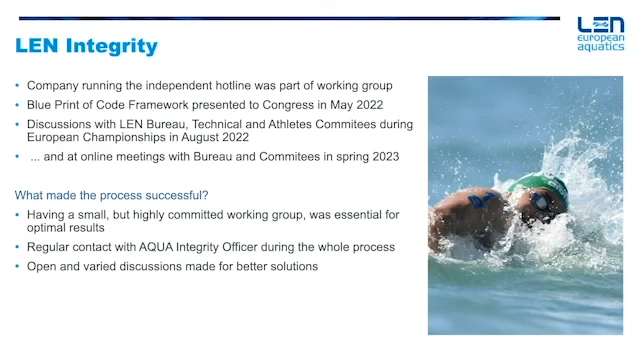 LEN
european
aquatics
LEN Integrity
• Company running the independent hotline was part of working group
• Blue Print of Code Framework presented to Congress in May 2022
• Discussions with LEN Bureau, Technical and Athletes Commitees during
European Championships in August 2022
• ... and at online meetings with Bureau and Commitees in spring 2023
What made the process successful?
• Having a small, but highly committed working group, was essential for
optimal results
• Regular contact with AQUA Integrity Officer during the whole process
• Open and varied discussions made for better solutions